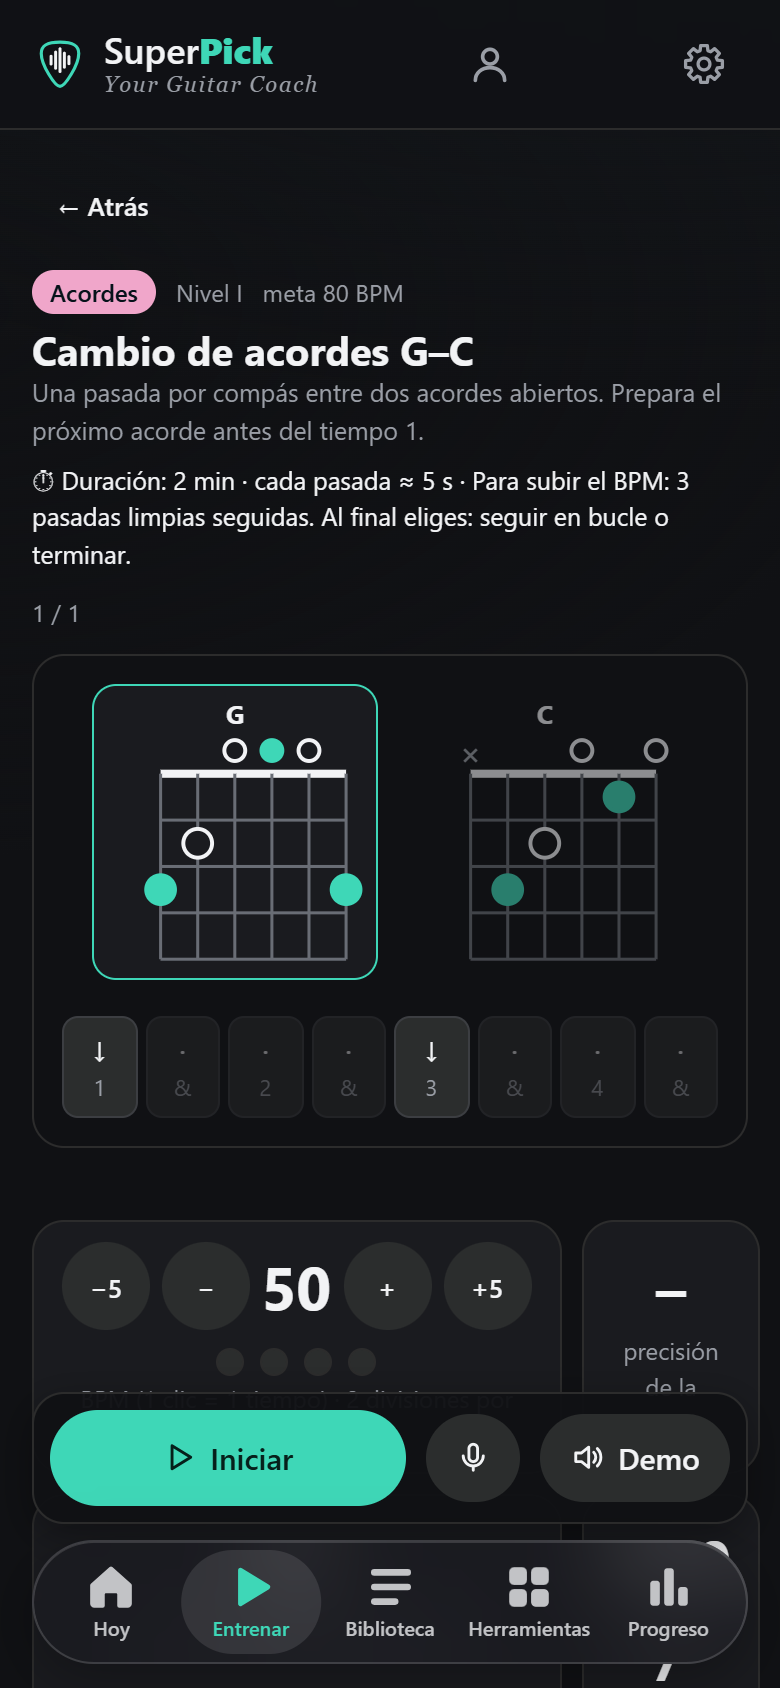 SuperPick
Your Guitar Coach
← Atrás
Acordes Nivel I meta 80 BPM
Cambio de acordes G–C
Una pasada por compás entre dos acordes abiertos. Prepara el
próximo acorde antes del tiempo 1.
⏱ Duración: 2 min · cada pasada ≈ 5 s · Para subir el BPM: 3
pasadas limpias seguidas. Al final eliges: seguir en bucle o
terminar.
1 / 1
G C
×
↓ · · · ↓ · · ·
1 & 2 & 3 & 4 &
−5 − 50 + +5
–
precisión
de la
Iniciar Demo
Hoy Entrenar Biblioteca Herramientas Progreso